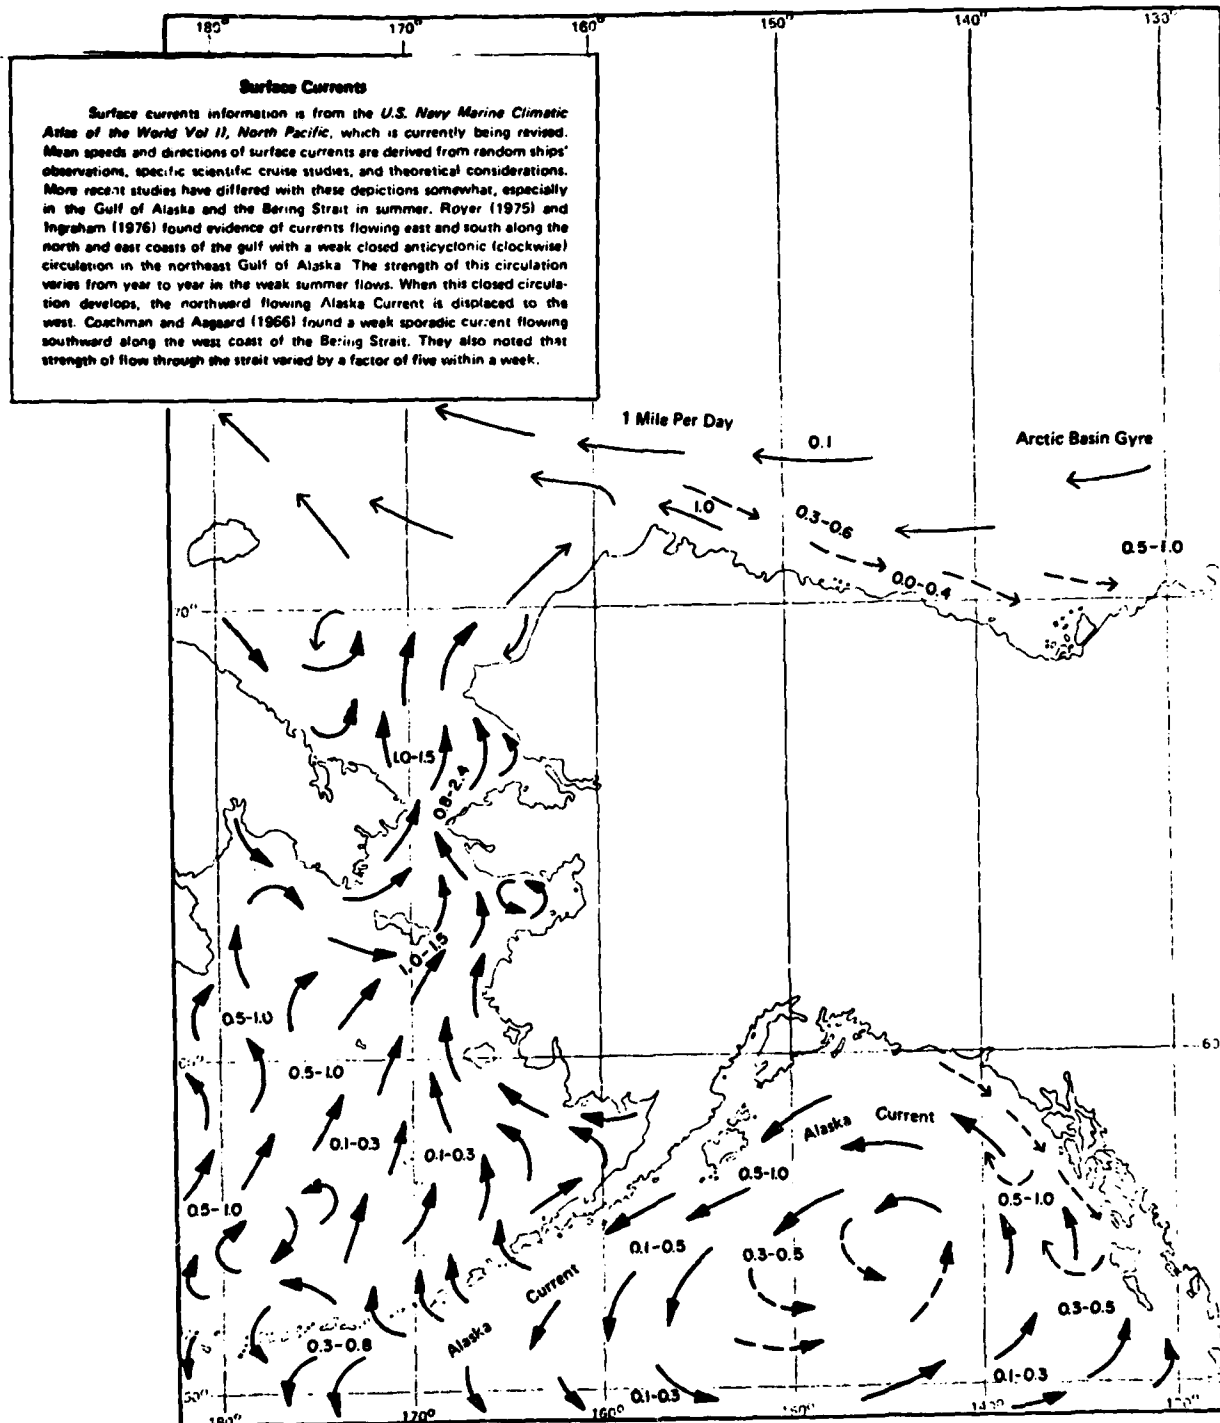 180° 170° 160° 150° 140° 130°
Surface Currents
Surface currents information is from the U.S. Navy Marine Climatic
Atlas of the World Vol II, North Pacific, which is currently being revised.
Mean speeds and directions of surface currents are derived from random ships'
observations, specific scientific cruise studies, and theoretical considerations.
More recent studies have differed with these depictions somewhat, especially
in the Gulf of Alaska and the Bering Strait in summer. Royer (1975) and
Ingraham (1976) found evidence of currents flowing east and south along the
north and east coasts of the gulf with a weak closed anticyclonic (clockwise)
circulation in the northeast Gulf of Alaska The strength of this circulation
varies from year to year in the weak summer flows. When this closed circula-
tion develops, the northward flowing Alaska Current is displaced to the
west. Coachman and Aagaard (1966) found a weak sporadic current flowing
southward along the west coast of the Bering Strait. They also noted that
strength of flow through the strait varied by a factor of five within a week.
1 Mile Per Day
0.1
Arctic Basin Gyre
1.0
0.3-0.6
0.5-1.0
0.0-0.4
70°
1.0-1.5
0.8-2.4
1.0-1.5
0.5-1.0
60
0.5-1.0
0.1-0.3
0.1-0.3
Alaska Current
0.5-1.0
0.5-1.0
0.5-1.0
0.1-0.5
0.3-0.5
Alaska Current
0.3-0.5
0.3-0.8
0.1-0.3
0.1-0.3
50°
180° 170° 160° 150° 140°